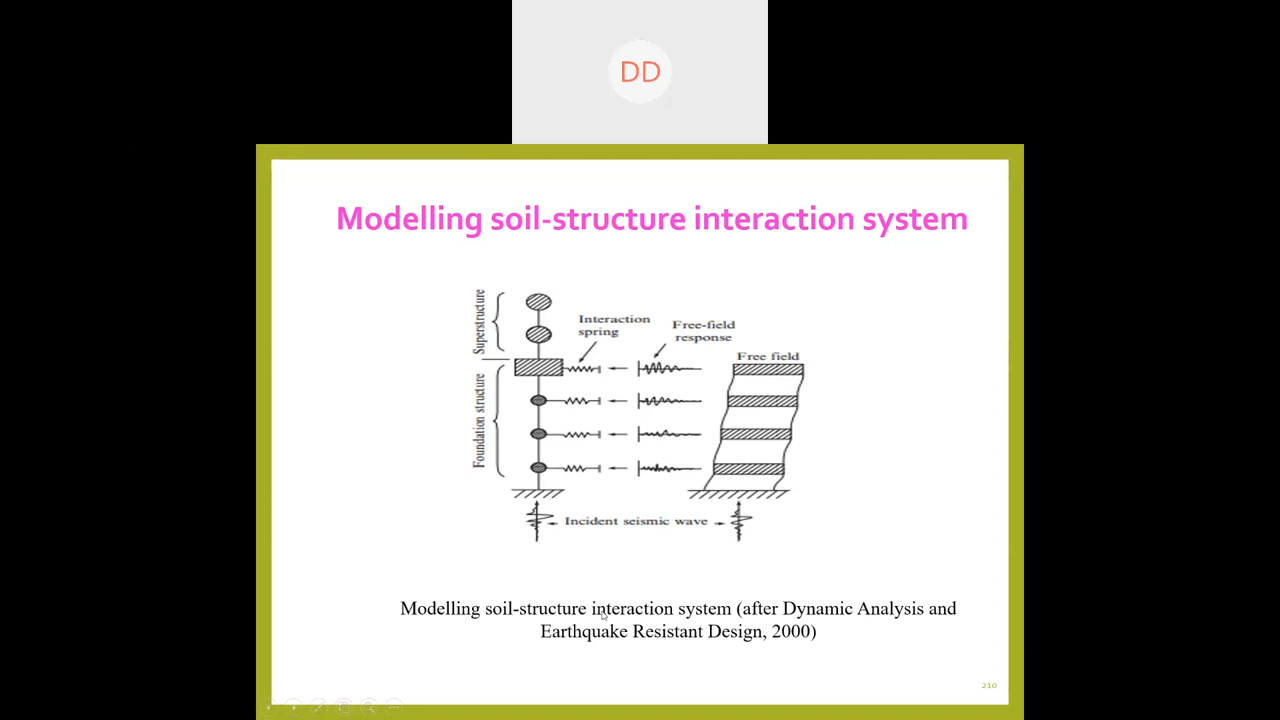 DD
Modelling soil-structure interaction system
Superstructure
Interaction
spring
Free-field
response
Free field
Foundation structure
Incident seismic wave
Modelling soil-structure interaction system (after Dynamic Analysis and
Earthquake Resistant Design, 2000)
210